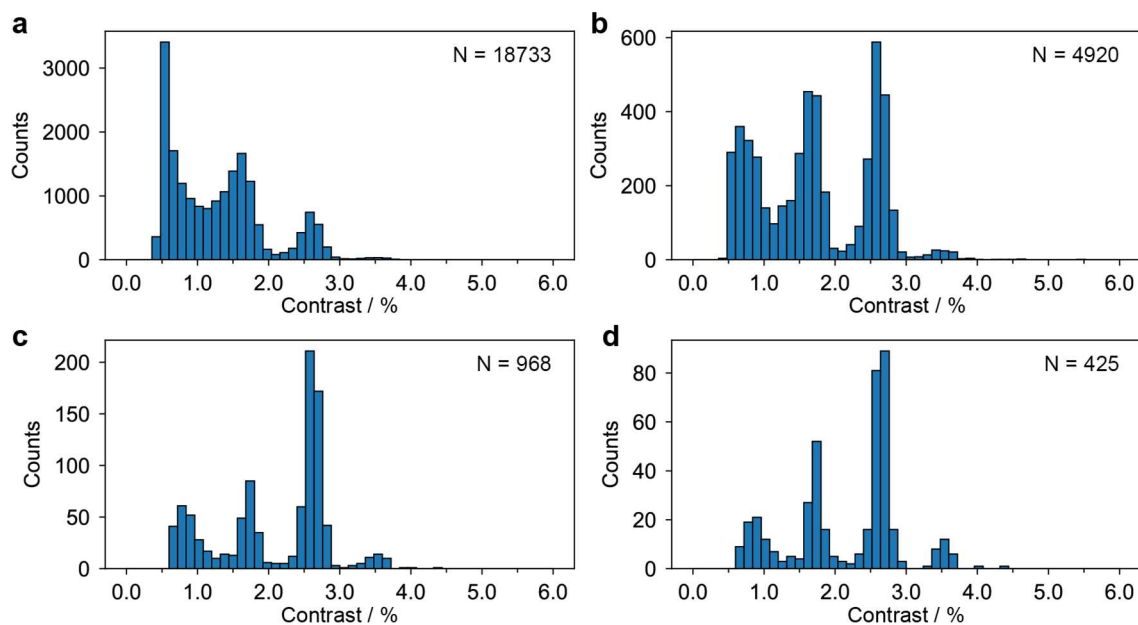 a
N = 18733
Counts
3000
2000
1000
0
0.0 1.0 2.0 3.0 4.0 5.0 6.0
Contrast / %
b
N = 4920
Counts
600
400
200
0
0.0 1.0 2.0 3.0 4.0 5.0 6.0
Contrast / %
c
N = 968
Counts
200
150
100
50
0
0.0 1.0 2.0 3.0 4.0 5.0 6.0
Contrast / %
d
N = 425
Counts
80
60
40
20
0
0.0 1.0 2.0 3.0 4.0 5.0 6.0
Contrast / %